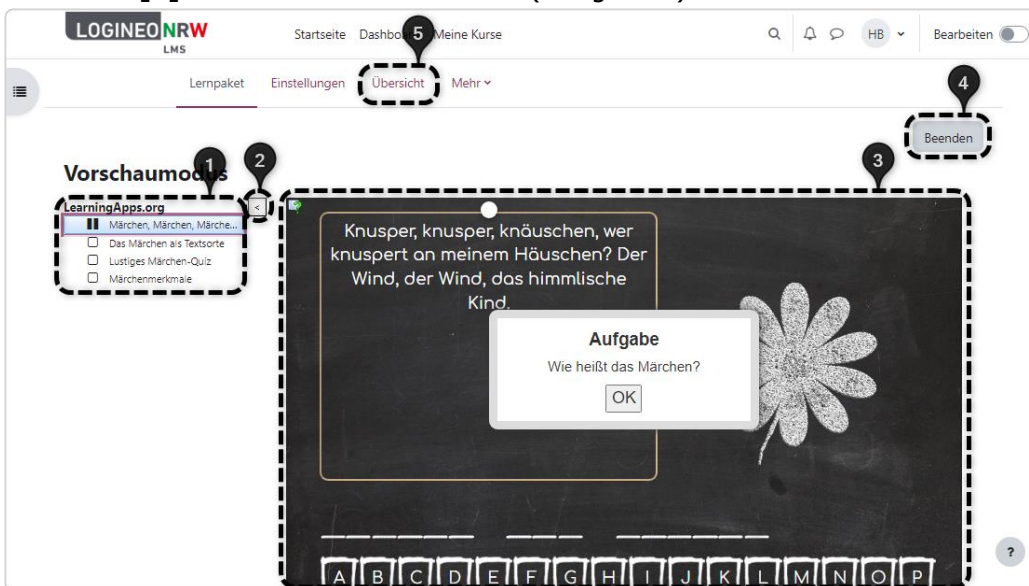 LOGINEO NRW
LMS
Startseite Dashbo 5 Meine Kurse
HB
Bearbeiten
Lernpaket Einstellungen Übersicht Mehr
4
Beenden
3
Vorschaumodus
1
2
LearningApps.org
<
Märchen, Märchen, Märche...
Das Märchen als Textsorte
Lustiges Märchen-Quiz
Märchenmerkmale
Knusper, knusper, knäuschen, wer
knuspert an meinem Häuschen? Der
Wind, der Wind, das himmlische
Kind.
Aufgabe
Wie heißt das Märchen?
OK
A B C D E F G H I J K L M N O P
?